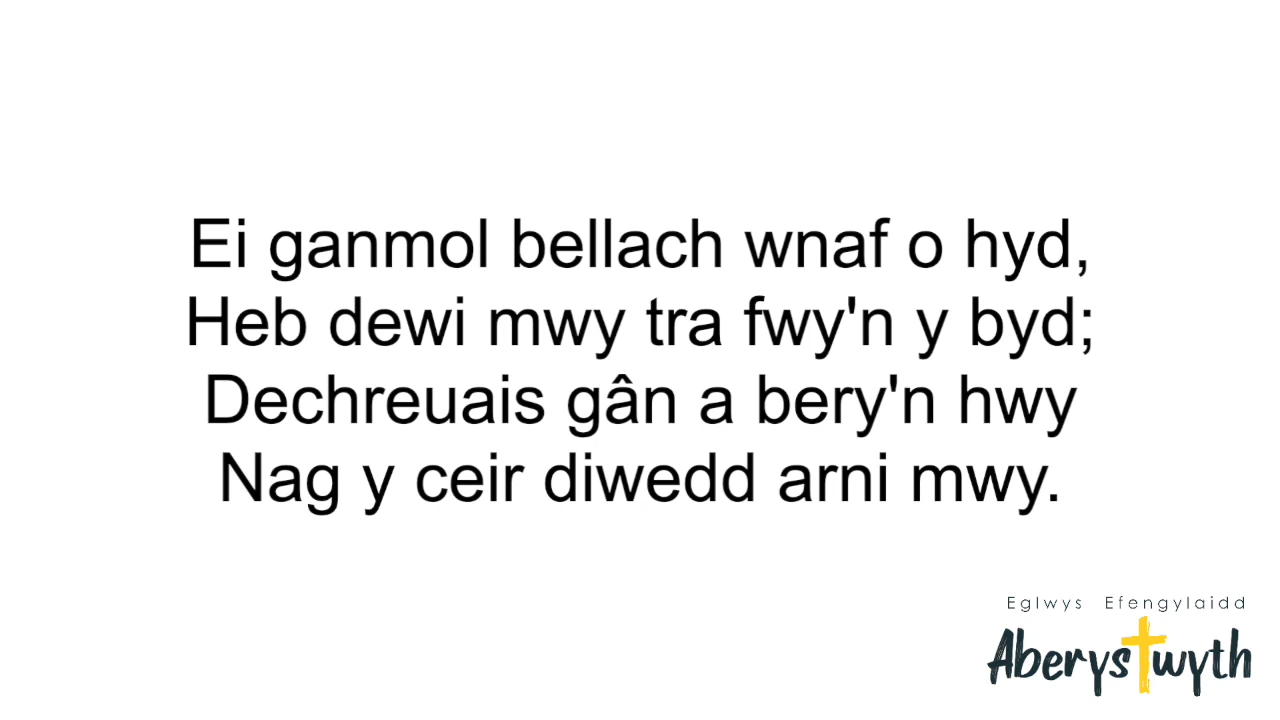 Ei ganmol bellach wnaf o hyd,
Heb dewi mwy tra fwy'n y byd;
Dechreuais gân a bery'n hwy
Nag y ceir diwedd arni mwy.
Eglwys Efengylaidd
Aberystwyth